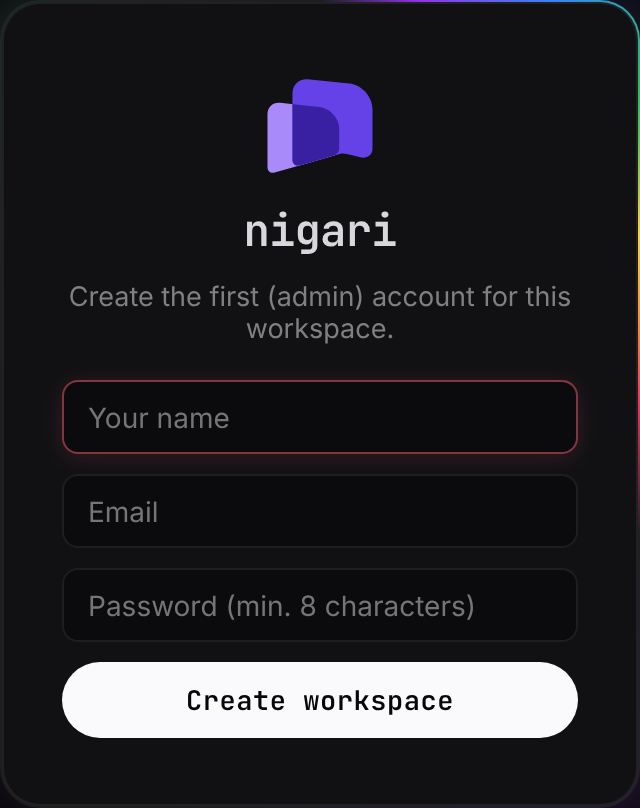 nigari
Create the first (admin) account for this
workspace.
Your name
Email
Password (min. 8 characters)
Create workspace